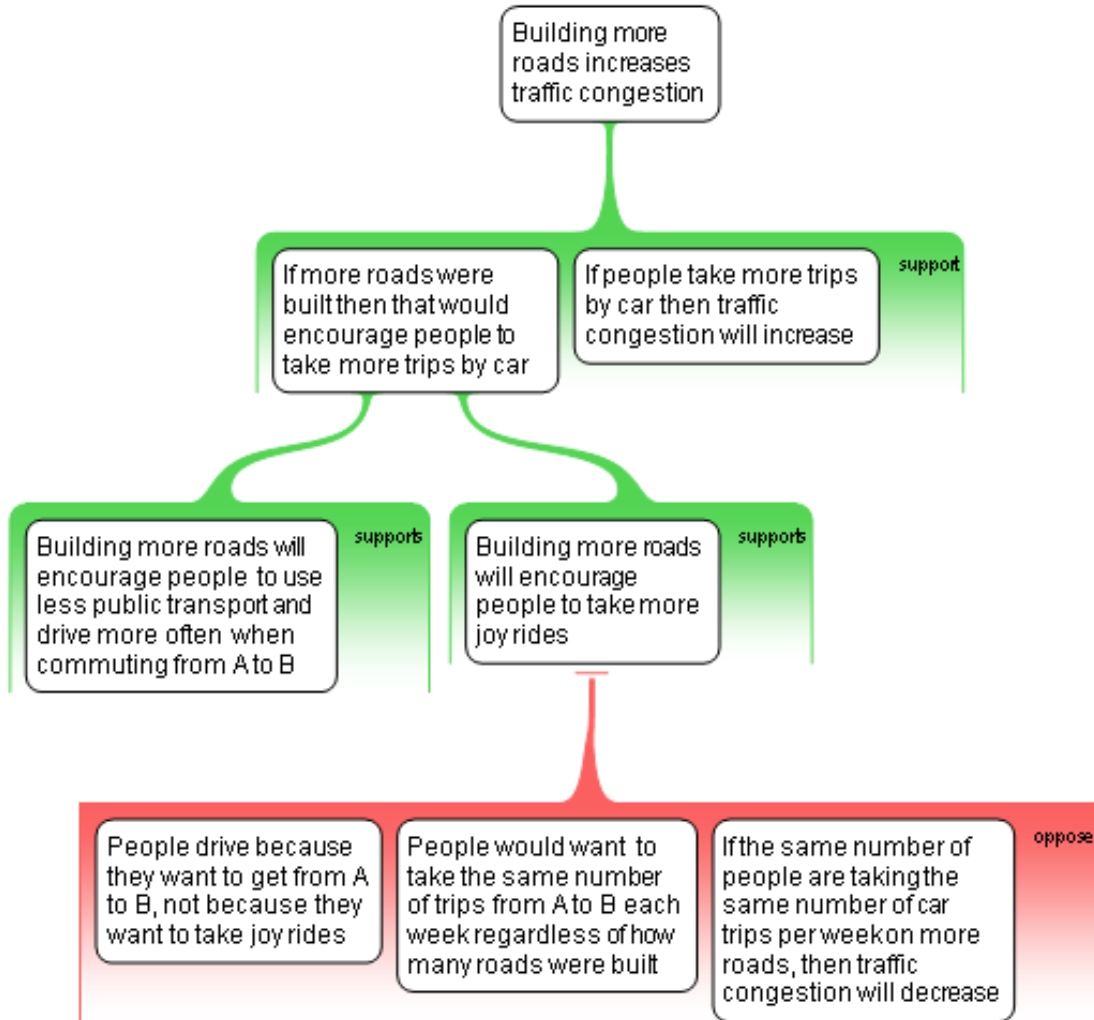 Building more
roads increases
traffic congestion
If more roads were
built then that would
encourage people to
take more trips by car
If people take more trips
by car then traffic
congestion will increase
support
Building more roads will
encourage people to use
less public transport and
drive more often when
commuting from A to B
supports
Building more roads
will encourage
people to take more
joy rides
supports
People drive because
they want to get from A
to B, not because they
want to take joy rides
People would want to
take the same number
of trips from A to B each
week regardless of how
many roads were built
If the same number of
people are taking the
same number of car
trips per week on more
roads, then traffic
congestion will decrease
oppose